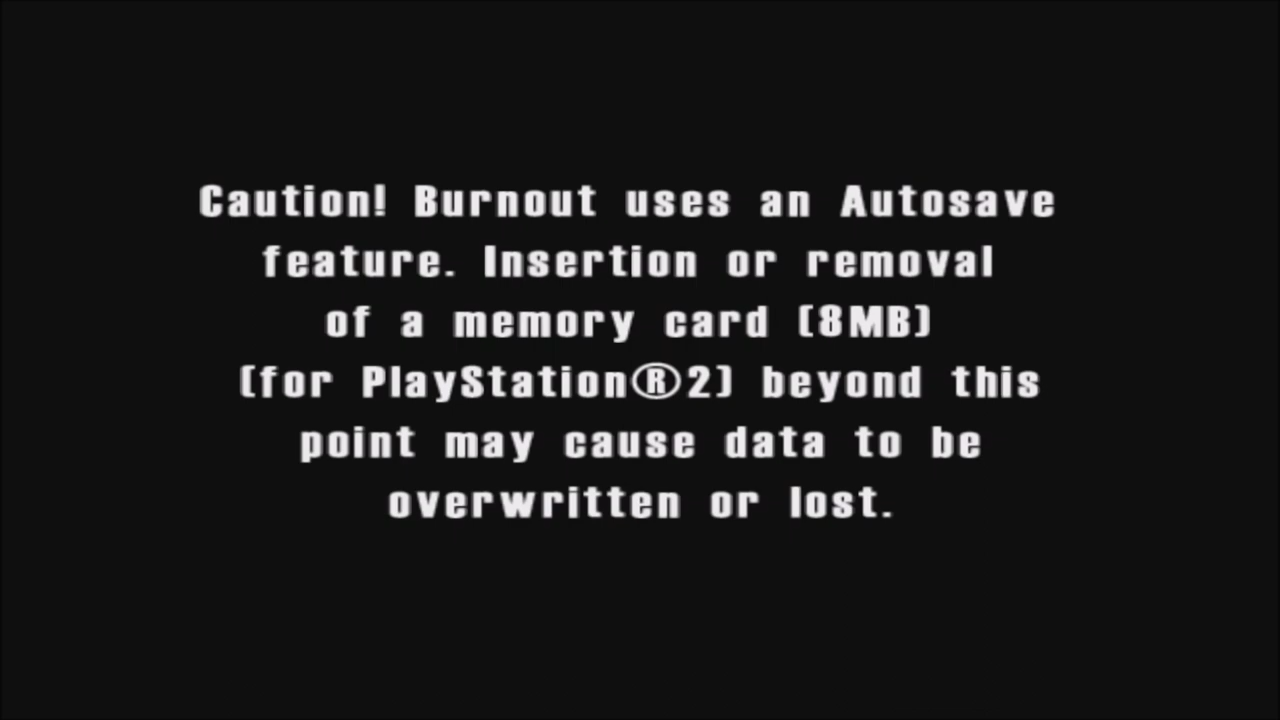 Caution! Burnout uses an Autosave
feature. Insertion or removal
of a memory card (8MB)
(for PlayStation®2) beyond this
point may cause data to be
overwritten or lost.